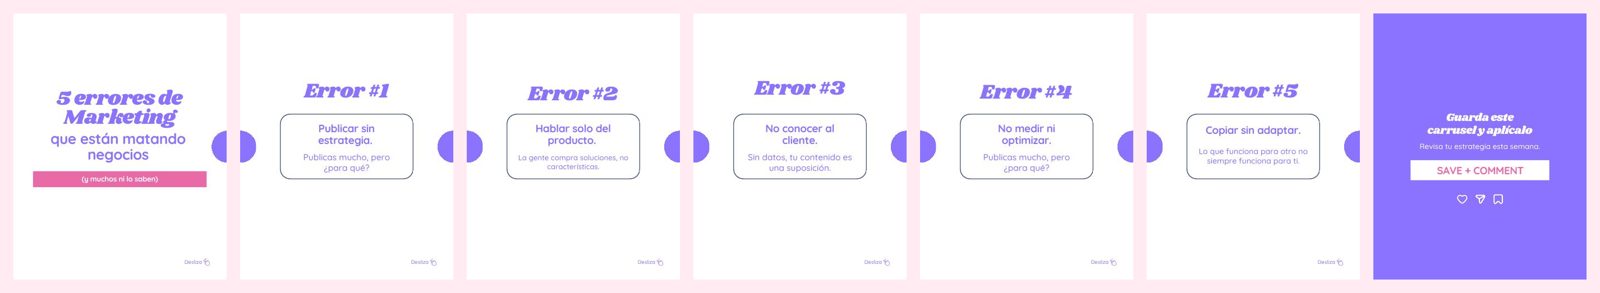 5 errores de
Marketing
que están matando
negocios
(y muchos ni lo saben)
Desliza
Error #1
Publicar sin
estrategia.
Publicas mucho, pero
¿para qué?
Desliza
Error #2
Hablar solo del
producto.
La gente compra soluciones, no
características.
Desliza
Error #3
No conocer al
cliente.
Sin datos, tu contenido es
una suposición.
Desliza
Error #4
No medir ni
optimizar.
Publicas mucho, pero
¿para qué?
Desliza
Error #5
Copiar sin adaptar.
Lo que funciona para otro no
siempre funciona para ti.
Desliza
Guarda este
carrusel y aplícalo
Revisa tu estrategia esta semana.
SAVE + COMMENT